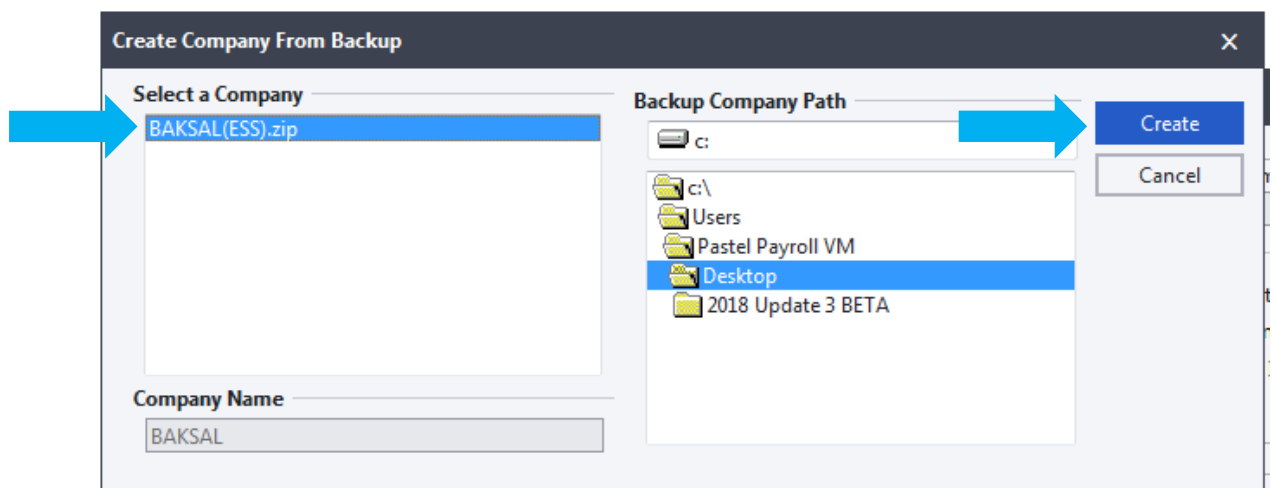 Create Company From Backup
Select a Company
BAKSAL(ESS).zip
Company Name
BAKSAL
Backup Company Path
c:
c:\
Users
Pastel Payroll VM
Desktop
2018 Update 3 BETA
Create
Cancel